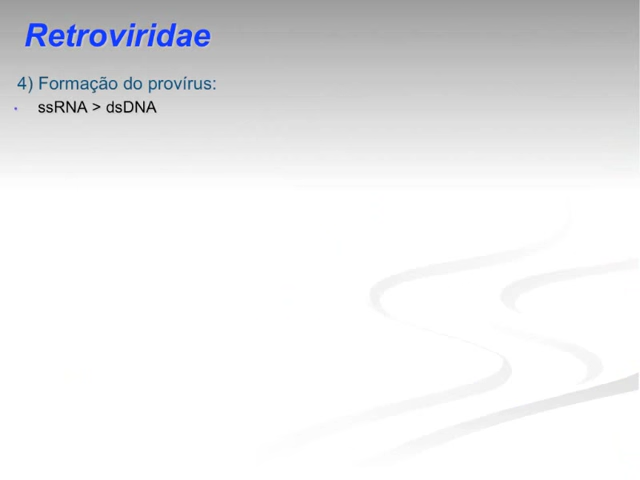 Retroviridae
4) Formação do provírus:
▪ ssRNA > dsDNA